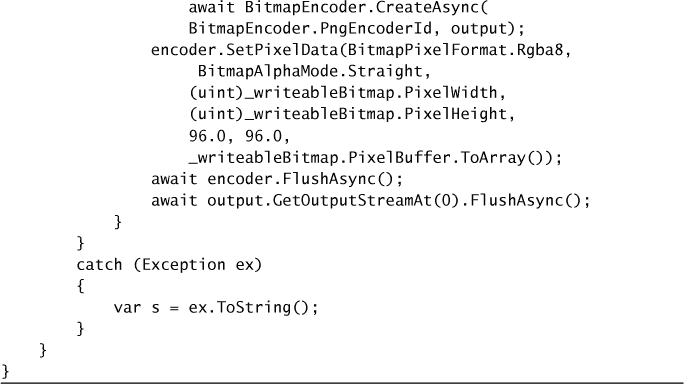 await BitmapEncoder.CreateAsync(
BitmapEncoder.PngEncoderId, output);
encoder.SetPixelData(BitmapPixelFormat.Rgba8,
BitmapAlphaMode.Straight,
(uint)_writeableBitmap.PixelWidth,
(uint)_writeableBitmap.PixelHeight,
96.0, 96.0,
_writeableBitmap.PixelBuffer.ToArray());
await encoder.FlushAsync();
await output.GetOutputStreamAt(0).FlushAsync();
}
}
catch (Exception ex)
{
var s = ex.ToString();
}
}
}